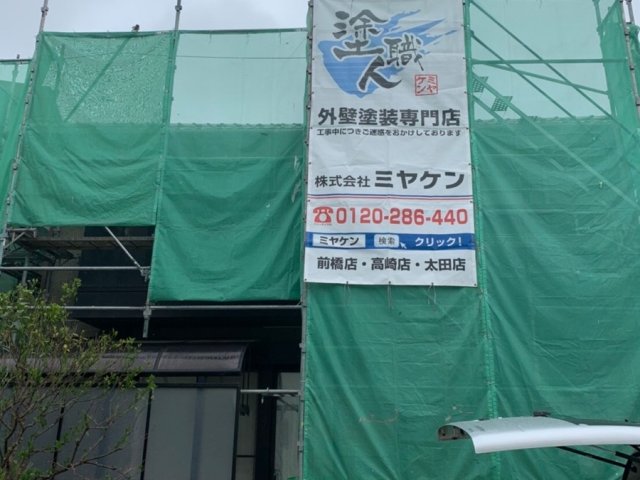 塗職人
ミヤケン
外壁塗装専門店
工事中につきご迷惑をおかけしております
株式会社 ミヤケン
☎0120-286-440
ミヤケン 検索 クリック!
前橋店・高崎店・太田店